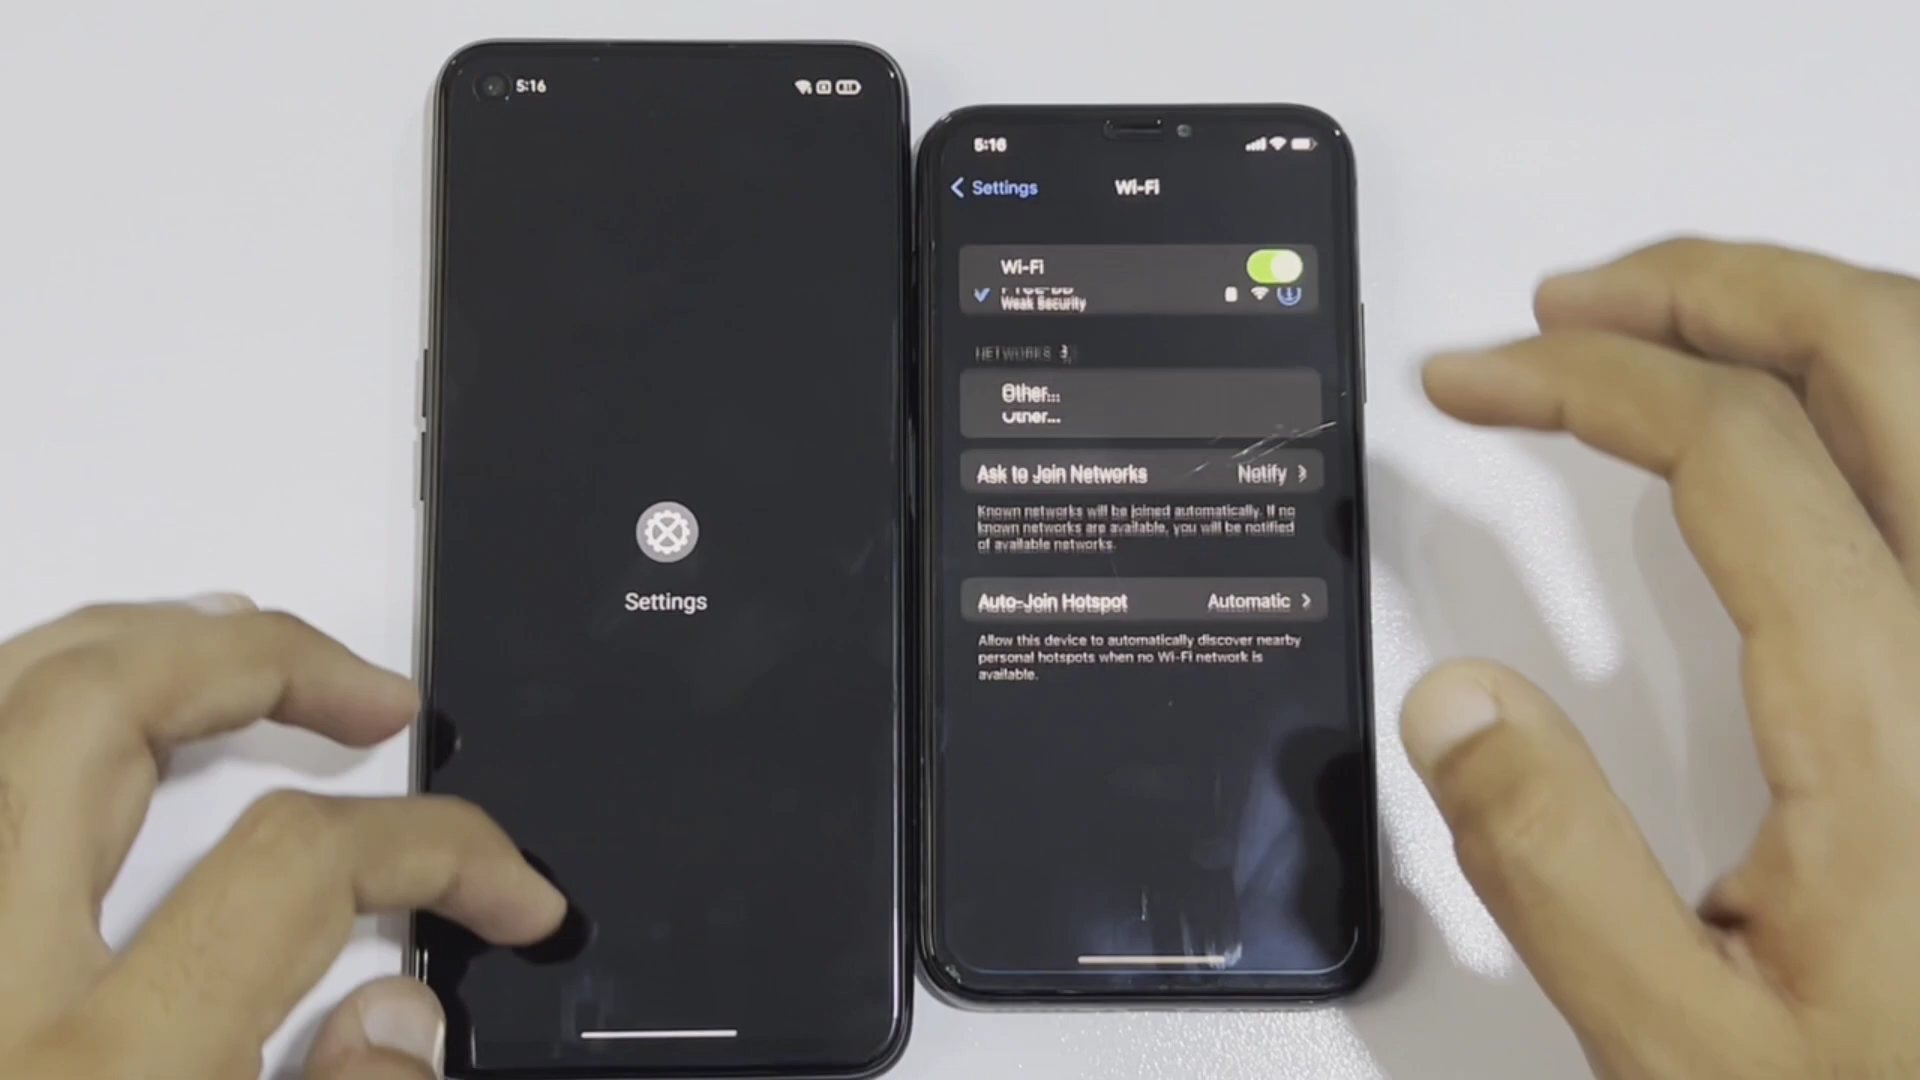 5:16
Settings
5:16
Settings
Wi-Fi
Wi-Fi
Weak Security
NETWORKS
Other...
Other...
Ask to Join Networks Notify
Known networks will be joined automatically. If no
known networks are available, you will be notified
of available networks.
Auto-Join Hotspot Automatic
Allow this device to automatically discover nearby
personal hotspots when no Wi-Fi network is
available.